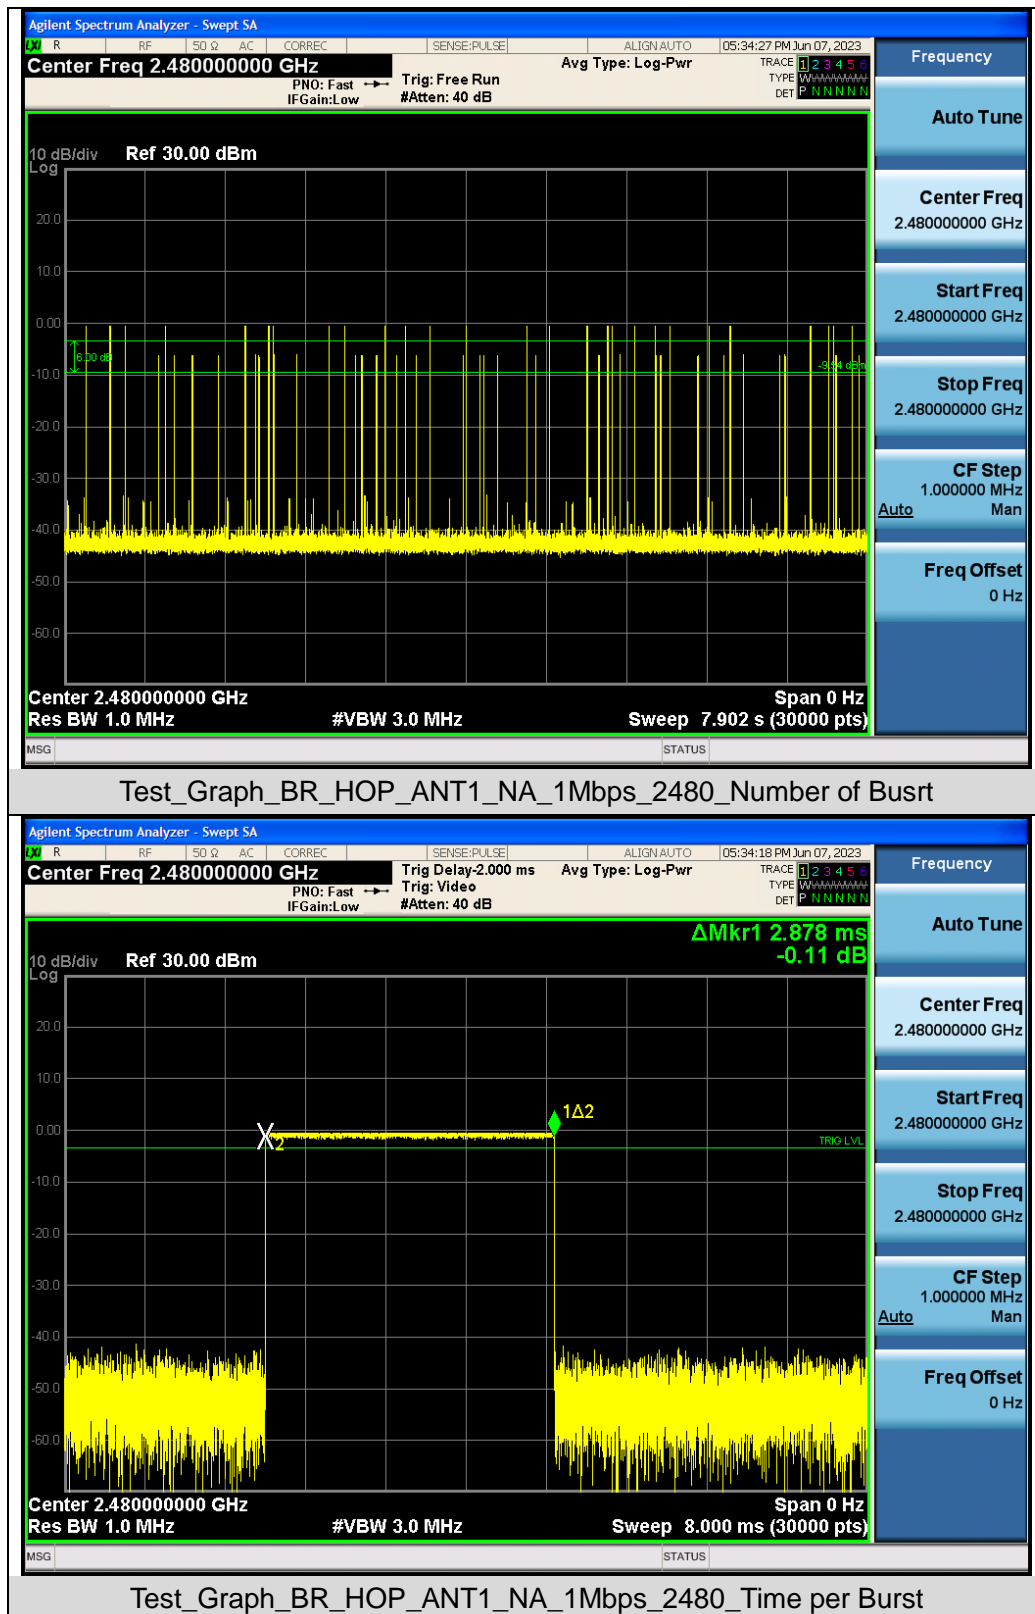 Agilent Spectrum Analyzer - Swept SA
LXI R RF 50 Ω AC CORREC SENSE:PULSE ALIGN AUTO 05:34:27 PM Jun 07, 2023
Center Freq 2.480000000 GHz
PNO: Fast
IFGain:Low
Trig: Free Run
#Atten: 40 dB
Avg Type: Log-Pwr
TRACE 1 2 3 4 5 6
TYPE
DET P N N N N N
10 dB/div
Log
Ref 30.00 dBm
20.0
10.0
0.00
-10.0
-20.0
-30.0
-40.0
-50.0
-60.0
6.00 dB
Center 2.480000000 GHz
Span 0 Hz
Res BW 1.0 MHz
#VBW 3.0 MHz
Sweep 7.902 s (30000 pts)
MSG
STATUS
Frequency
Auto Tune
Center Freq
2.480000000 GHz
Start Freq
2.480000000 GHz
Stop Freq
2.480000000 GHz
CF Step
1.000000 MHz
Auto Man
Freq Offset
0 Hz
Test_Graph_BR_HOP_ANT1_NA_1Mbps_2480_Number of Busrt
Agilent Spectrum Analyzer - Swept SA
LXI R RF 50 Ω AC CORREC SENSE:PULSE ALIGN AUTO 05:34:18 PM Jun 07, 2023
Center Freq 2.480000000 GHz
PNO: Fast
IFGain:Low
Trig Delay-2.000 ms
Trig: Video
#Atten: 40 dB
Avg Type: Log-Pwr
TRACE 1 2 3 4 5 6
TYPE
DET P N N N N N
ΔMkr1 2.878 ms
-0.11 dB
10 dB/div
Log
Ref 30.00 dBm
20.0
10.0
0.00
-10.0
-20.0
-30.0
-40.0
-50.0
-60.0
X2
1Δ2
TRIG LVL
Center 2.480000000 GHz
Span 0 Hz
Res BW 1.0 MHz
#VBW 3.0 MHz
Sweep 8.000 ms (30000 pts)
MSG
STATUS
Frequency
Auto Tune
Center Freq
2.480000000 GHz
Start Freq
2.480000000 GHz
Stop Freq
2.480000000 GHz
CF Step
1.000000 MHz
Auto Man
Freq Offset
0 Hz
Test_Graph_BR_HOP_ANT1_NA_1Mbps_2480_Time per Burst